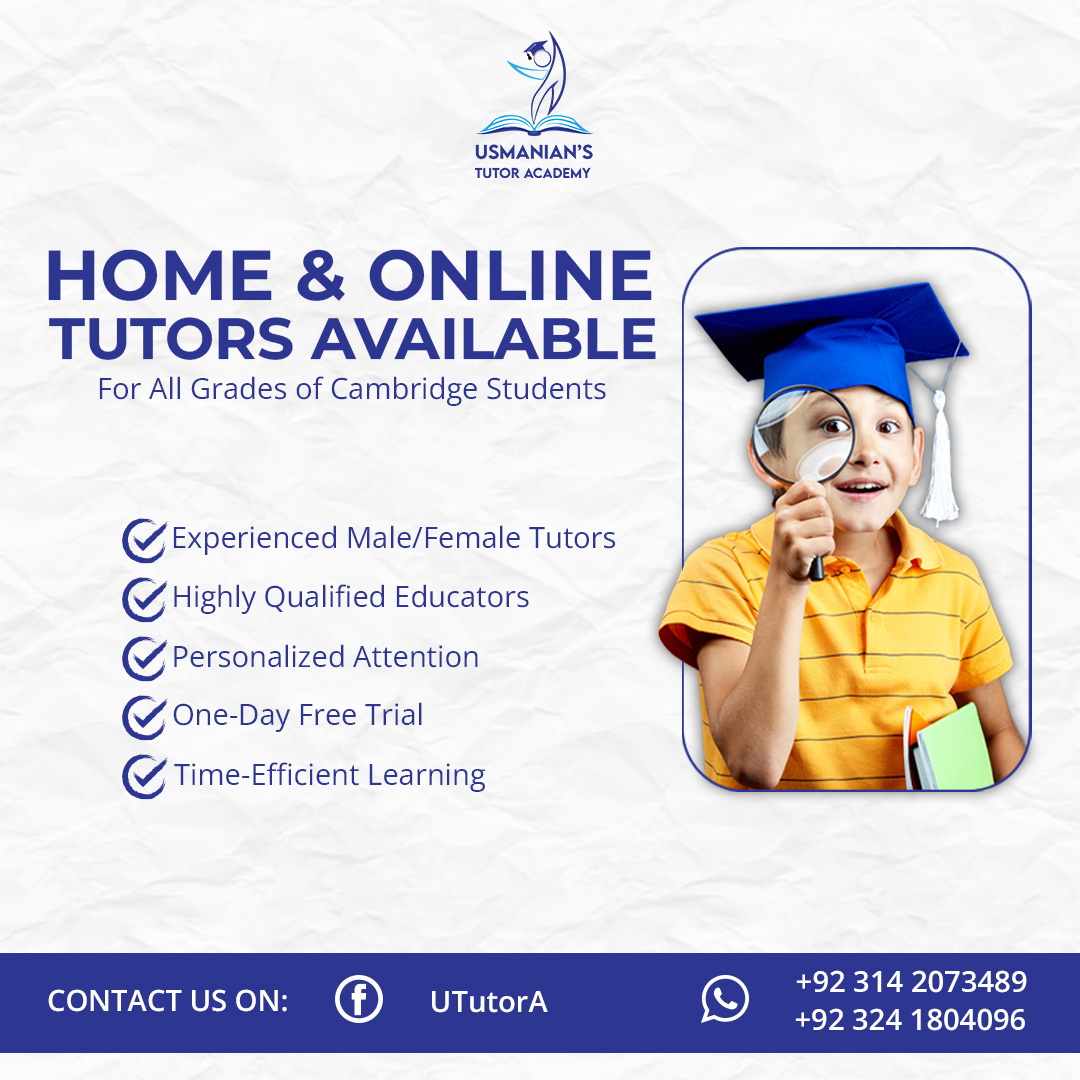 USMANIAN'S
TUTOR ACADEMY
HOME & ONLINE
TUTORS AVAILABLE
For All Grades of Cambridge Students
Experienced Male/Female Tutors
Highly Qualified Educators
Personalized Attention
One-Day Free Trial
Time-Efficient Learning
CONTACT US ON:
UTutorA
+92 314 2073489
+92 324 1804096